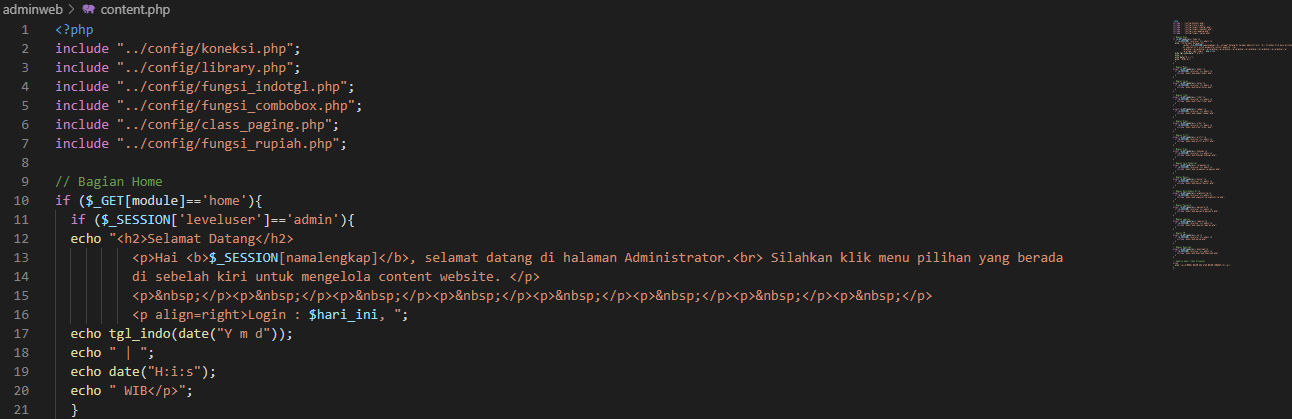 adminweb > content.php
1 <?php
2 include "../config/koneksi.php";
3 include "../config/library.php";
4 include "../config/fungsi_indotgl.php";
5 include "../config/fungsi_combobox.php";
6 include "../config/class_paging.php";
7 include "../config/fungsi_rupiah.php";
8
9 // Bagian Home
10 if ($_GET[module]=='home'){
11 if ($_SESSION['leveluser']=='admin'){
12 echo "<h2>Selamat Datang</h2>
13 <p>Hai <b>$_SESSION[namalengkap]</b>, selamat datang di halaman Administrator.<br> Silahkan klik menu pilihan yang berada
14 di sebelah kiri untuk mengelola content website. </p>
15 <p>&nbsp;</p><p>&nbsp;</p><p>&nbsp;</p><p>&nbsp;</p><p>&nbsp;</p><p>&nbsp;</p><p>&nbsp;</p><p>&nbsp;</p>
16 <p align=right>Login : $hari_ini, ";
17 echo tgl_indo(date("Y m d"));
18 echo " | ";
19 echo date("H:i:s");
20 echo " WIB</p>";
21 }